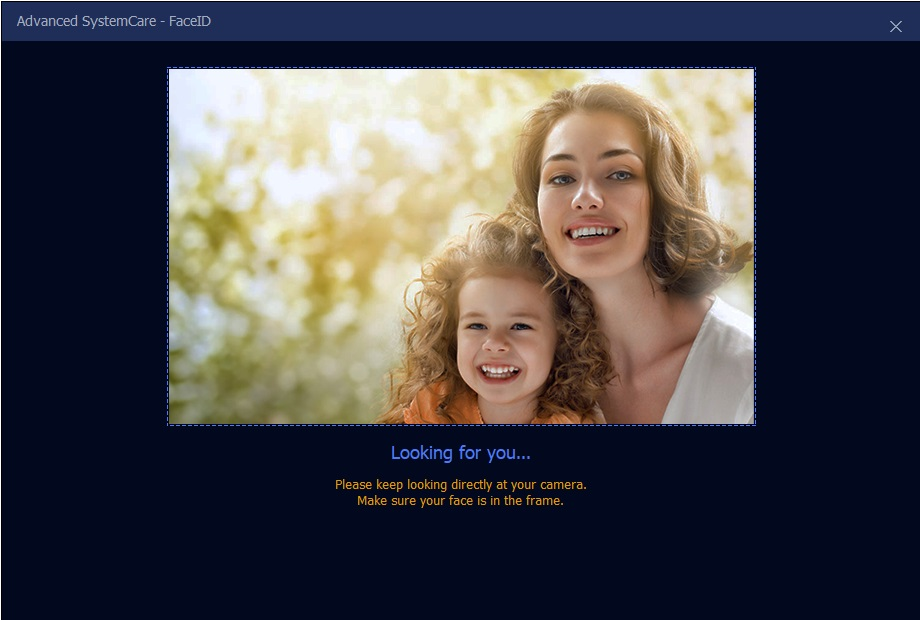 Advanced SystemCare - FaceID
Looking for you...
Please keep looking directly at your camera.
Make sure your face is in the frame.